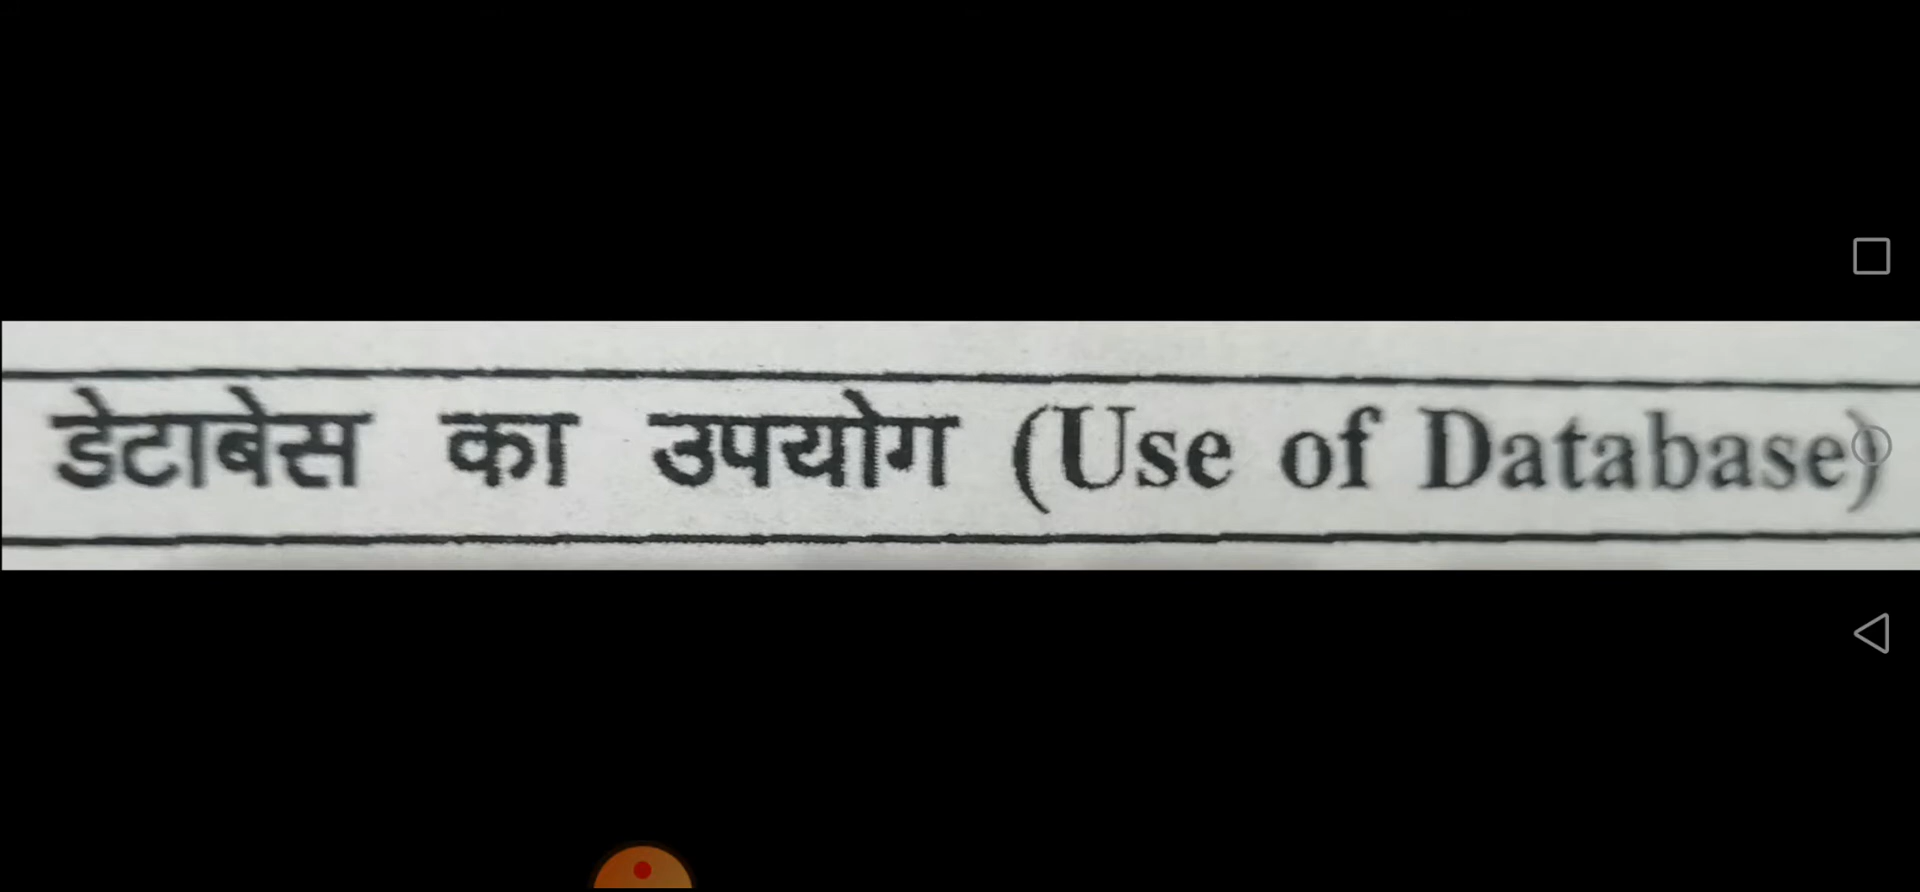 डेटाबेस का उपयोग (Use of Database)